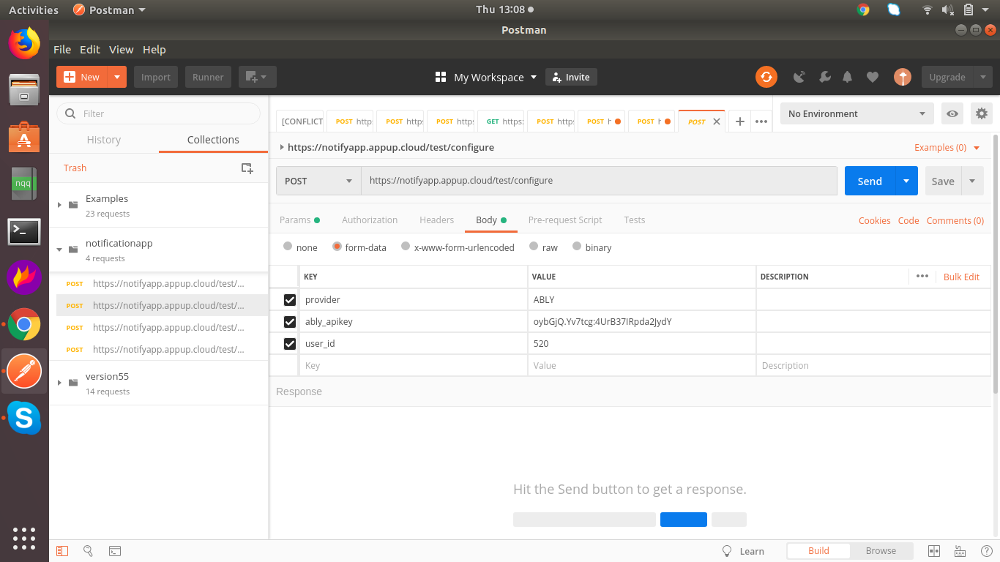 Activities Postman Thu 13:08
Postman
File Edit View Help
New Import Runner My Workspace Invite Upgrade
Filter
History Collections
Trash
Examples
23 requests
notificationapp
4 requests
POST https://notifyapp.appup.cloud/test/...
POST https://notifyapp.appup.cloud/test/...
POST https://notifyapp.appup.cloud/test/...
POST https://notifyapp.appup.cloud/test/...
version55
14 requests
[CONFLICT POST http POST http POST http GET https: POST http POST h POST h POST No Environment
https://notifyapp.appup.cloud/test/configure Examples (0)
POST https://notifyapp.appup.cloud/test/configure Send Save
Params Authorization Headers Body Pre-request Script Tests Cookies Code Comments (0)
none form-data x-www-form-urlencoded raw binary
KEY VALUE DESCRIPTION Bulk Edit
provider ABLY
ably_apikey oybGjQ.Yv7tcg:4UrB37IRpda2JydY
user_id 520
Key Value Description
Response
Hit the Send button to get a response.
Learn Build Browse
nqq